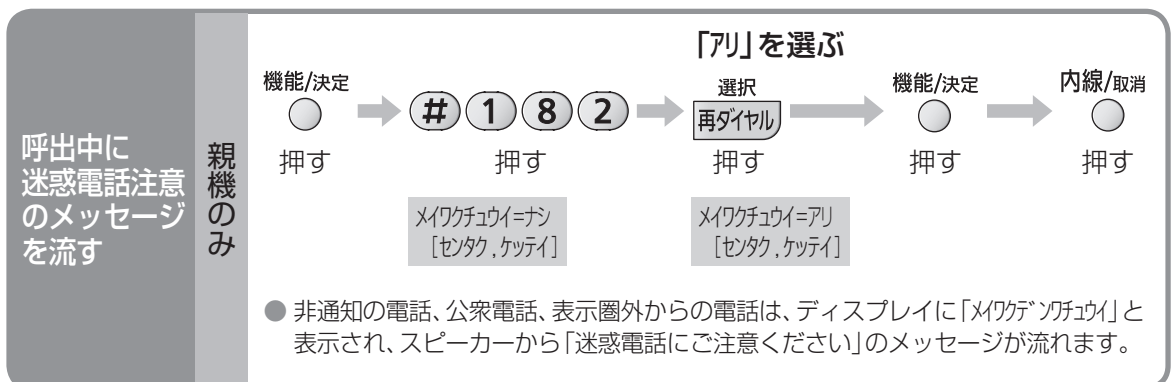 呼出中に
迷惑電話注意
のメッセージ
を流す
親機のみ
「ｱﾘ」を選ぶ
機能/決定
押す
#182
押す
選択
再ダイヤル
押す
機能/決定
押す
内線/取消
押す
ﾒｲﾜｸﾁｭｳｲ=ﾅｼ
[ｾﾝﾀｸ,ｹｯﾃｲ]
ﾒｲﾜｸﾁｭｳｲ=ｱﾘ
[ｾﾝﾀｸ,ｹｯﾃｲ]
● 非通知の電話、公衆電話、表示圏外からの電話は、ディスプレイに「ﾒｲﾜｸﾃﾞﾝﾜﾁｭｳｲ」と
表示され、スピーカーから「迷惑電話にご注意ください」のメッセージが流れます。